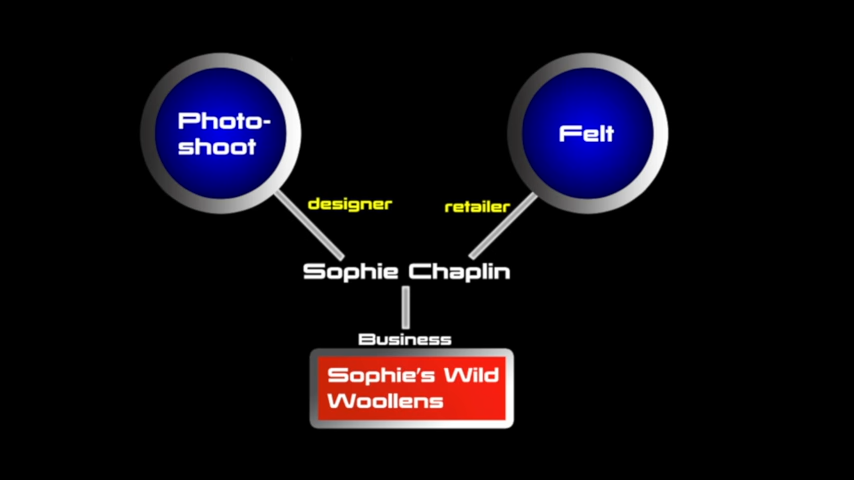 Photo-
shoot
Felt
designer
retailer
Sophie Chaplin
Business
Sophie's Wild
Woollens